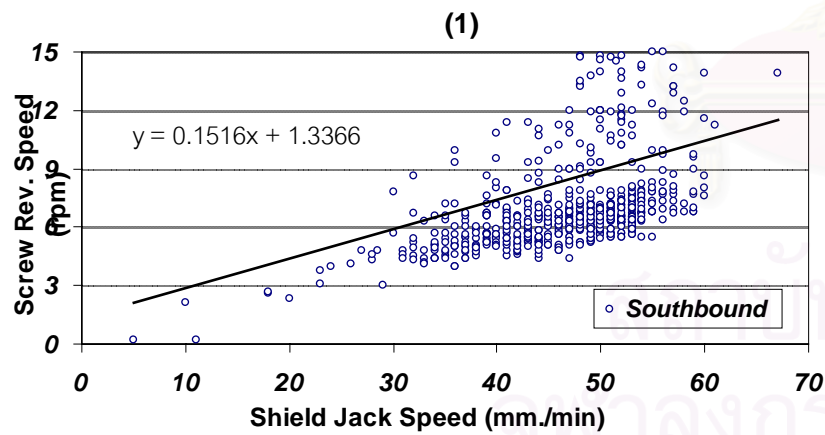 (1)
Screw Rev. Speed
(rpm)
15
12
9
6
3
0
y = 0.1516x + 1.3366
Southbound
0 10 20 30 40 50 60 70
Shield Jack Speed (mm./min)